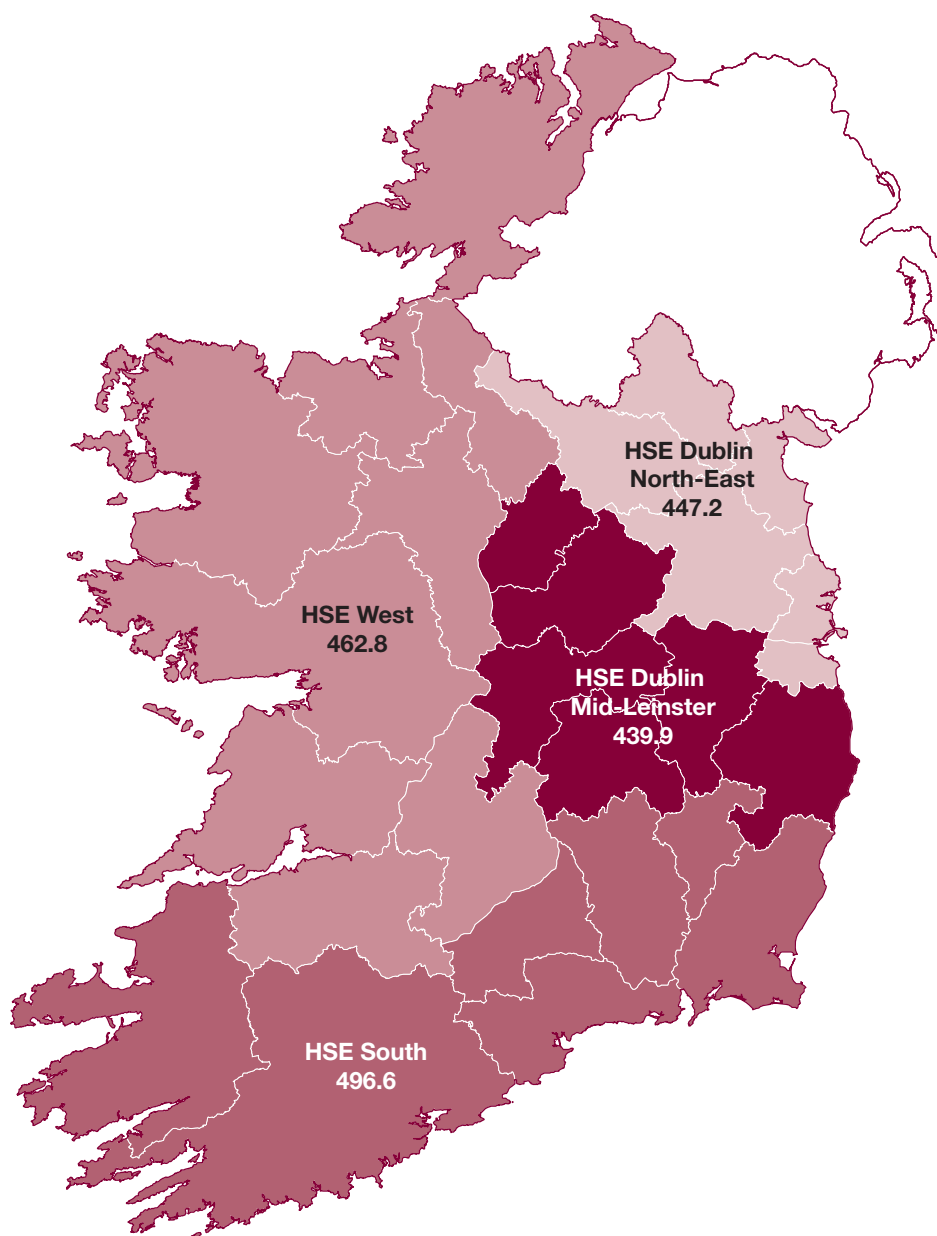 HSE Dublin
North-East
447.2
HSE West
462.8
HSE Dublin
Mid-Leinster
439.9
HSE South
496.6